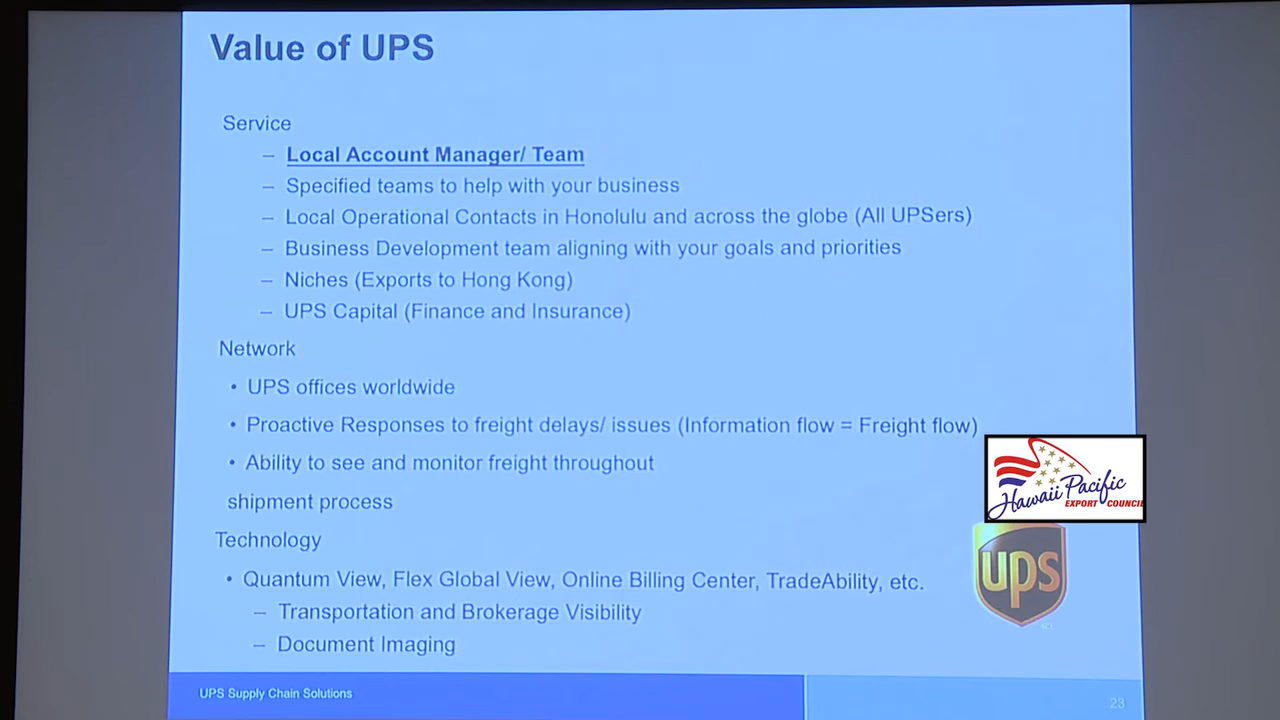 Value of UPS
Service
– Local Account Manager/ Team
– Specified teams to help with your business
– Local Operational Contacts in Honolulu and across the globe (All UPSers)
– Business Development team aligning with your goals and priorities
– Niches (Exports to Hong Kong)
– UPS Capital (Finance and Insurance)
Network
• UPS offices worldwide
• Proactive Responses to freight delays/ issues (Information flow = Freight flow)
• Ability to see and monitor freight throughout
shipment process
Hawaii Pacific
EXPORT COUNCIL
ups
Technology
• Quantum View, Flex Global View, Online Billing Center, TradeAbility, etc.
– Transportation and Brokerage Visibility
– Document Imaging
UPS Supply Chain Solutions
23